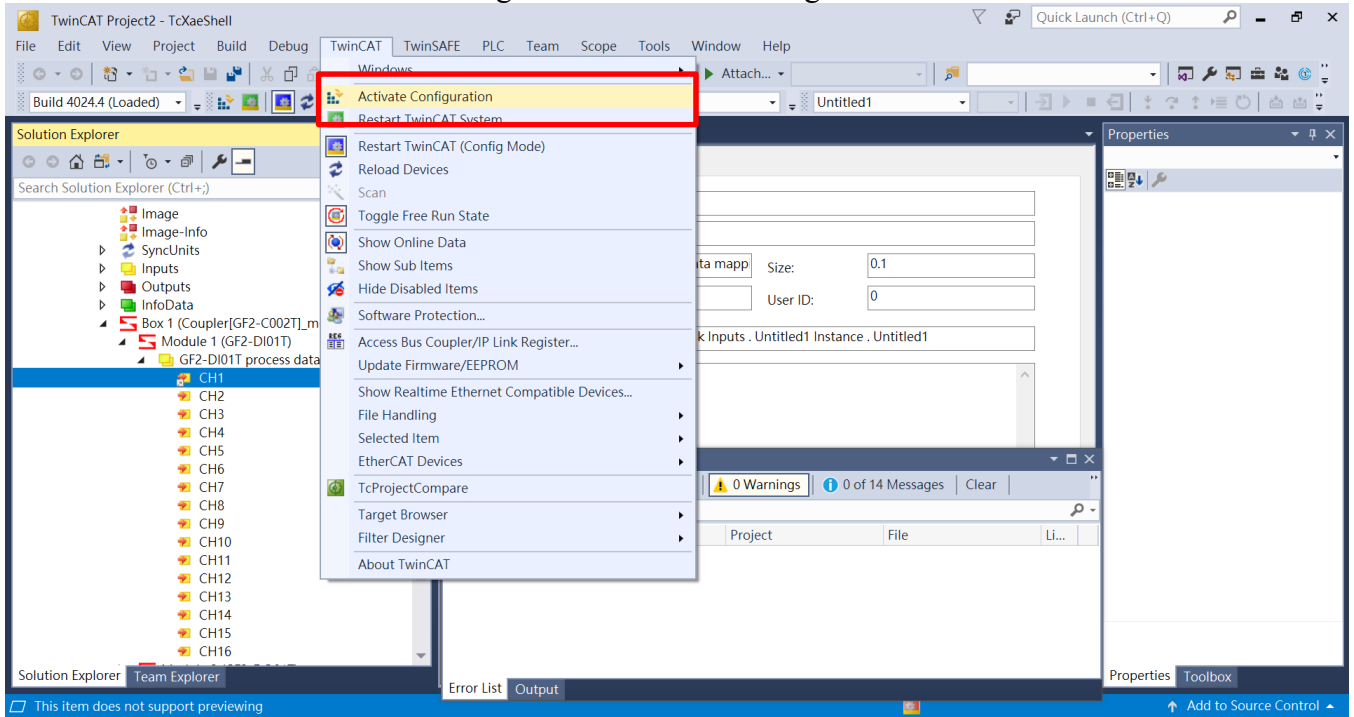 TwinCAT Project2 - TcXaeShell
Quick Launch (Ctrl+Q)
File Edit View Project Build Debug TwinCAT TwinSAFE PLC Team Scope Tools Window Help
Attach...
Build 4024.4 (Loaded)
Untitled1
Windows
Activate Configuration
Restart TwinCAT System
Restart TwinCAT (Config Mode)
Reload Devices
Scan
Toggle Free Run State
Show Online Data
Show Sub Items
Hide Disabled Items
Software Protection...
Access Bus Coupler/IP Link Register...
Update Firmware/EEPROM
Show Realtime Ethernet Compatible Devices...
File Handling
Selected Item
EtherCAT Devices
TcProjectCompare
Target Browser
Filter Designer
About TwinCAT
Solution Explorer
Search Solution Explorer (Ctrl+;)
Image
Image-Info
SyncUnits
Inputs
Outputs
InfoData
Box 1 (Coupler[GF2-C002T]_m
Module 1 (GF2-DI01T)
GF2-DI01T process data
CH1
CH2
CH3
CH4
CH5
CH6
CH7
CH8
CH9
CH10
CH11
CH12
CH13
CH14
CH15
CH16
Solution Explorer Team Explorer
ta mapp Size: 0.1
User ID: 0
k Inputs . Untitled1 Instance . Untitled1
0 Warnings 0 of 14 Messages Clear
Project File Li...
Error List Output
Properties
Properties Toolbox
This item does not support previewing
Add to Source Control